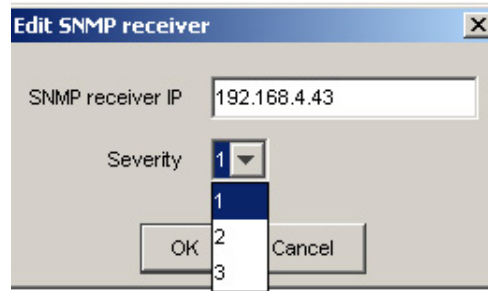 Edit SNMP receiver
SNMP receiver IP 192.168.4.43
Severity 1
1
2
3
OK Cancel